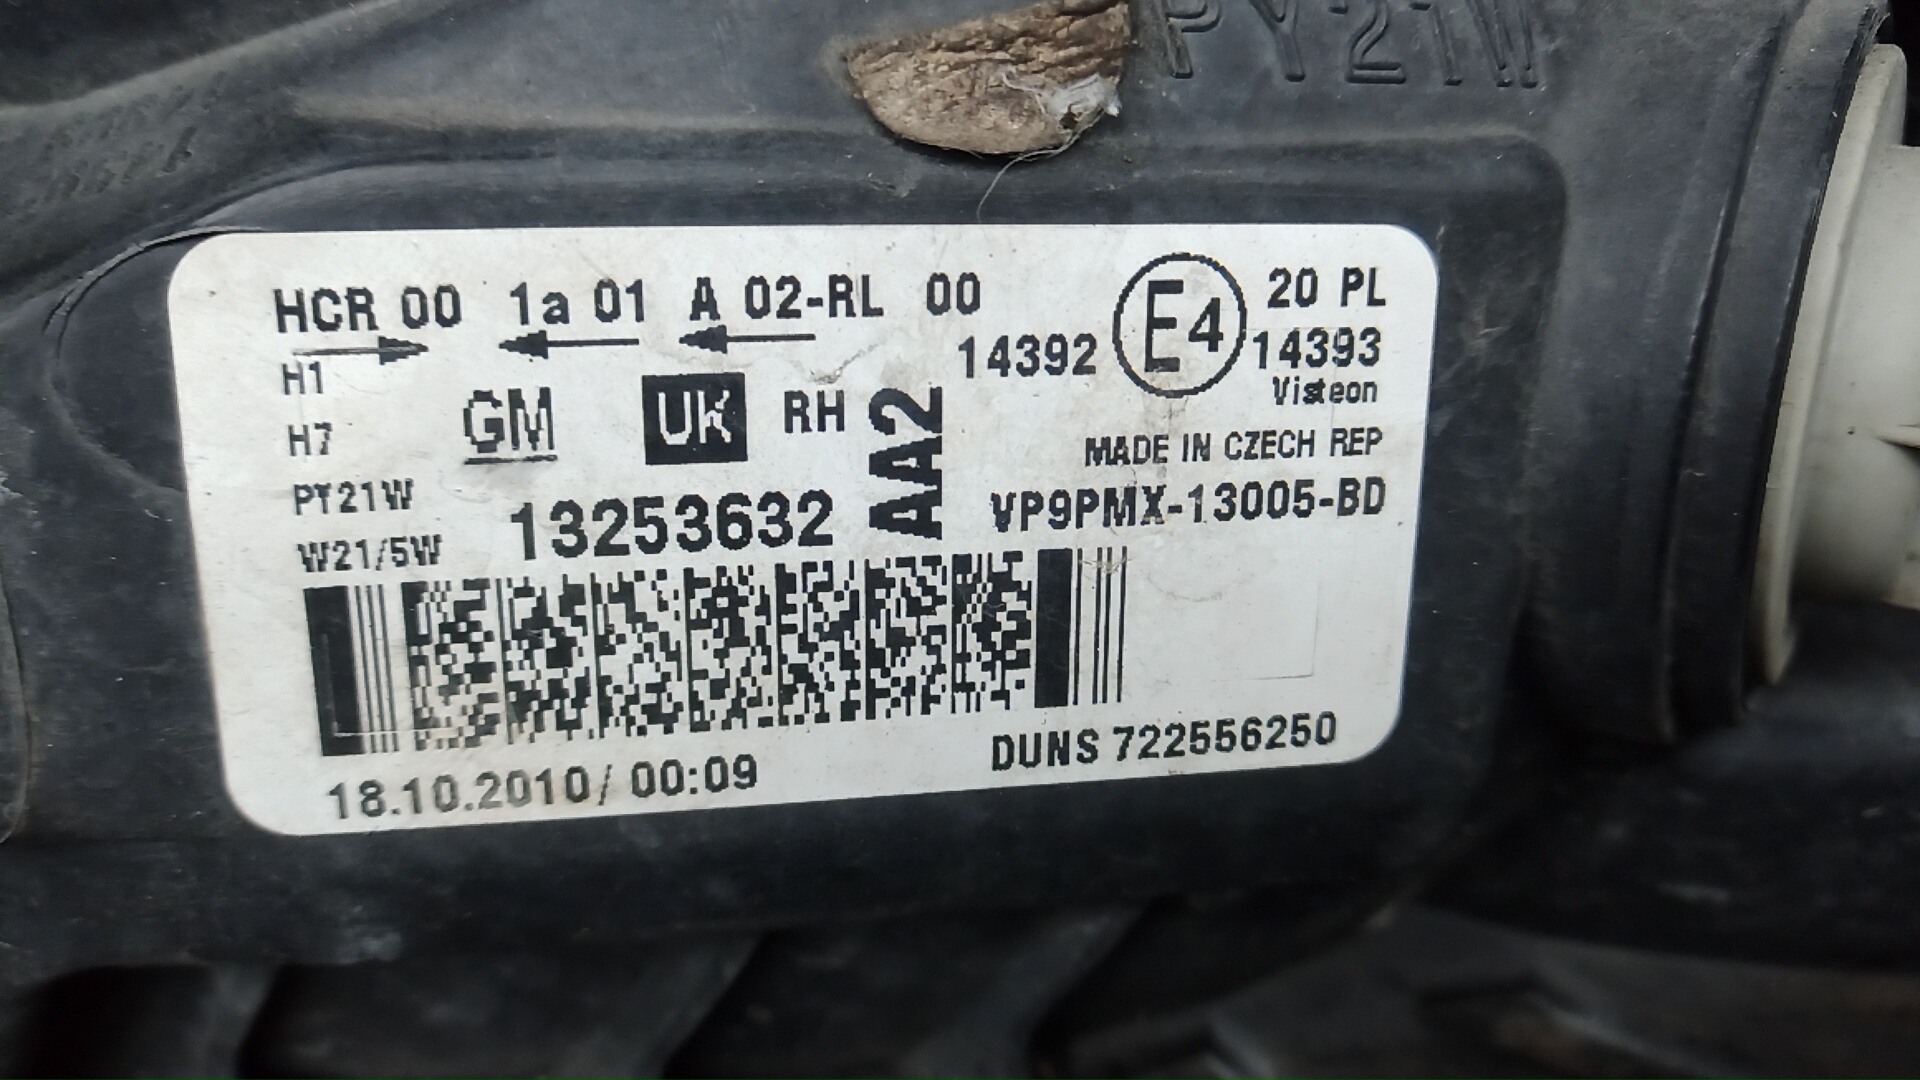 PY21W
HCR 00 1a 01 A 02-RL 00
20 PL
14392 E4 14393
H1
Visteon
H7
GM UK RH AA2
MADE IN CZECH REP
PY21W
13253632
VP9PMX-13005-BD
W21/5W
18.10.2010/ 00:09
DUNS 722556250